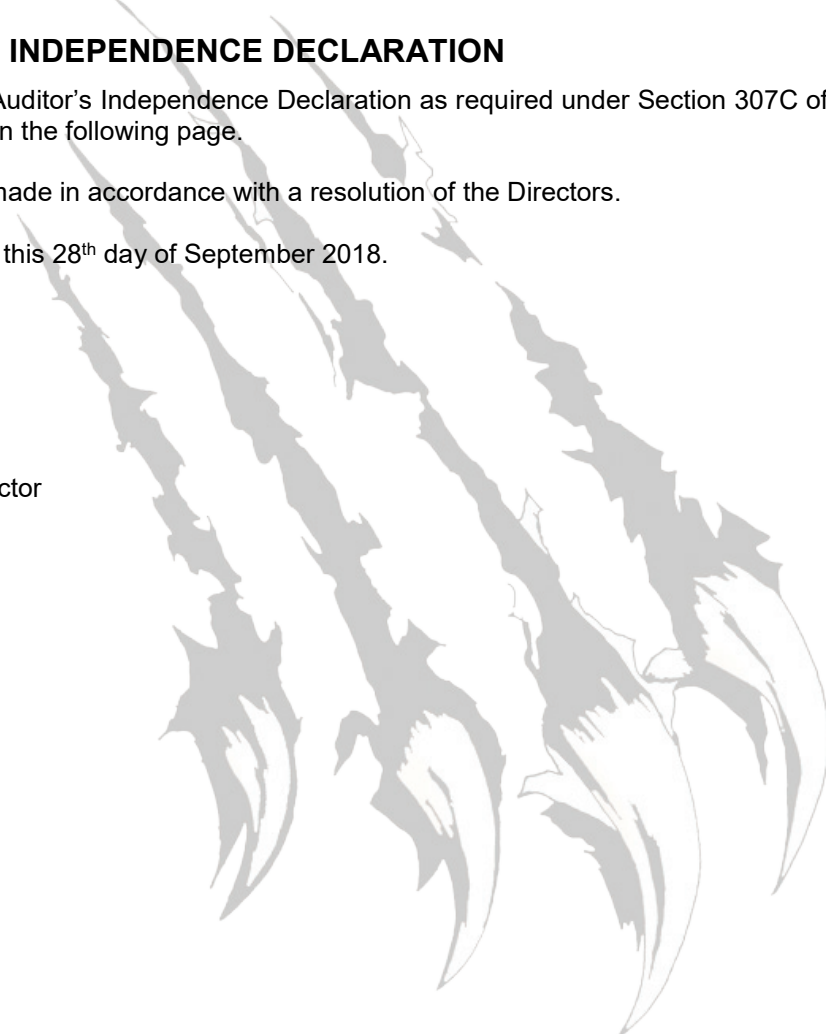 INDEPENDENCE DECLARATION
Auditor’s Independence Declaration as required under Section 307C of
n the following page.
made in accordance with a resolution of the Directors.
this 28th day of September 2018.
ctor